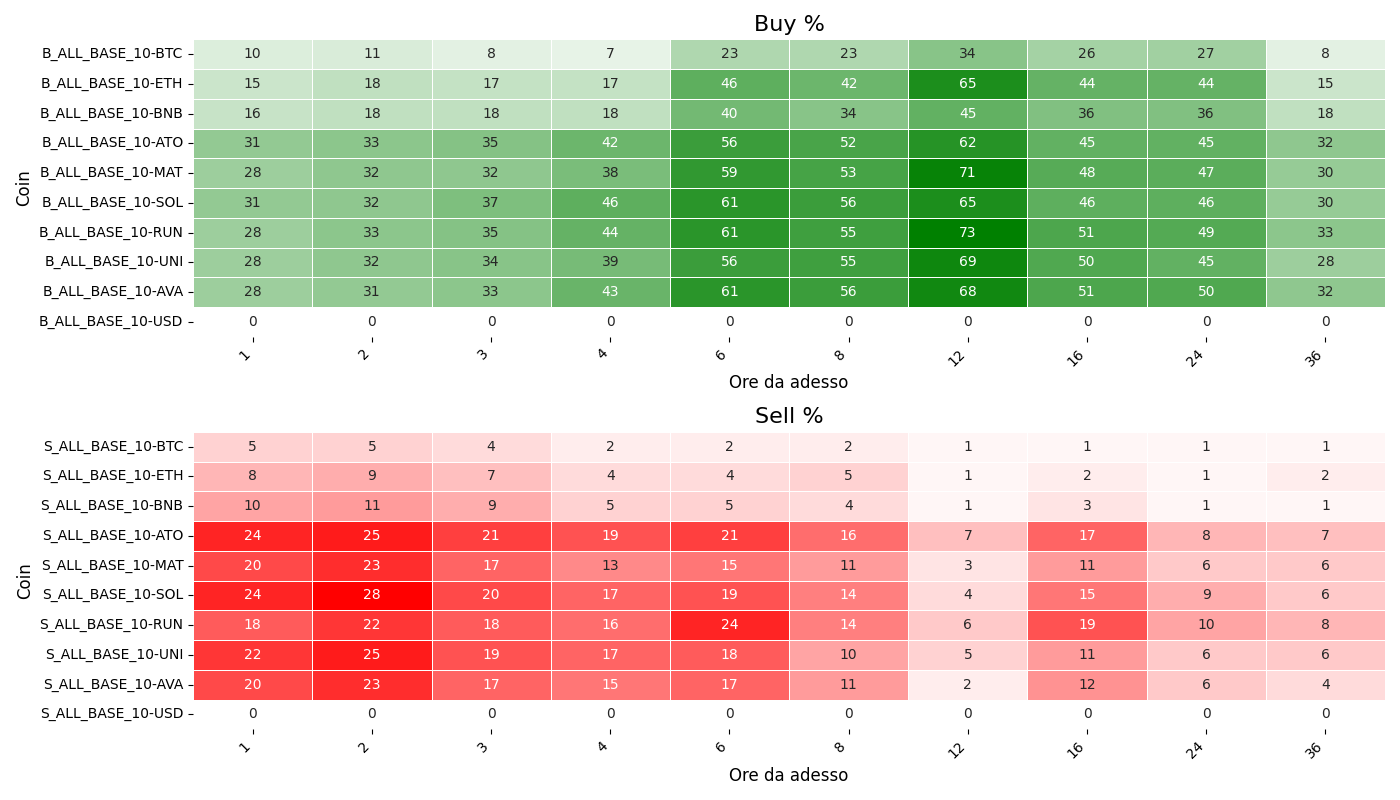 Buy %
Coin
B_ALL_BASE_10-BTC 10 11 8 7 23 23 34 26 27 8
B_ALL_BASE_10-ETH 15 18 17 17 46 42 65 44 44 15
B_ALL_BASE_10-BNB 16 18 18 18 40 34 45 36 36 18
B_ALL_BASE_10-ATO 31 33 35 42 56 52 62 45 45 32
B_ALL_BASE_10-MAT 28 32 32 38 59 53 71 48 47 30
B_ALL_BASE_10-SOL 31 32 37 46 61 56 65 46 46 30
B_ALL_BASE_10-RUN 28 33 35 44 61 55 73 51 49 33
B_ALL_BASE_10-UNI 28 32 34 39 56 55 69 50 45 28
B_ALL_BASE_10-AVA 28 31 33 43 61 56 68 51 50 32
B_ALL_BASE_10-USD 0 0 0 0 0 0 0 0 0 0
1 2 3 4 6 8 12 16 24 36
Ore da adesso
Sell %
Coin
S_ALL_BASE_10-BTC 5 5 4 2 2 2 1 1 1 1
S_ALL_BASE_10-ETH 8 9 7 4 4 5 1 2 1 2
S_ALL_BASE_10-BNB 10 11 9 5 5 4 1 3 1 1
S_ALL_BASE_10-ATO 24 25 21 19 21 16 7 17 8 7
S_ALL_BASE_10-MAT 20 23 17 13 15 11 3 11 6 6
S_ALL_BASE_10-SOL 24 28 20 17 19 14 4 15 9 6
S_ALL_BASE_10-RUN 18 22 18 16 24 14 6 19 10 8
S_ALL_BASE_10-UNI 22 25 19 17 18 10 5 11 6 6
S_ALL_BASE_10-AVA 20 23 17 15 17 11 2 12 6 4
S_ALL_BASE_10-USD 0 0 0 0 0 0 0 0 0 0
1 2 3 4 6 8 12 16 24 36
Ore da adesso